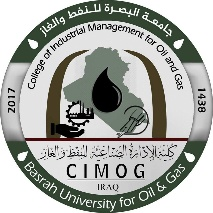 جامعة البصرة للنفط والغاز
College of Industrial Management for Oil and Gas
2017
1438
كلية الإدارة الصناعية للنفط والغاز
CIMOG
IRAQ
Basrah University for Oil & Gas